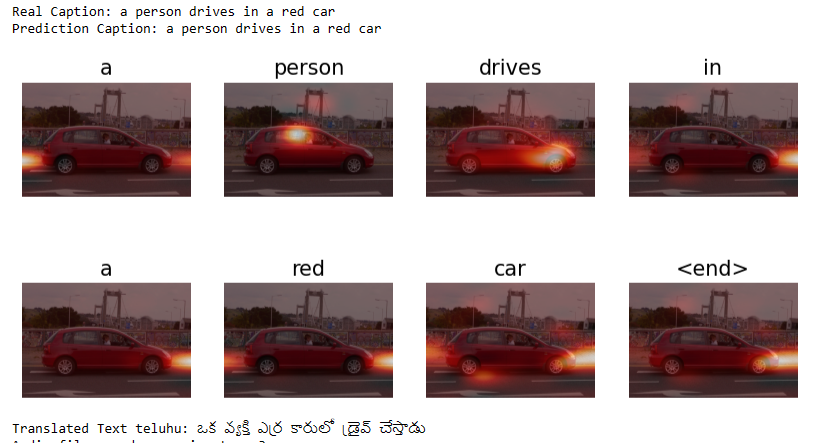 Real Caption: a person drives in a red car
Prediction Caption: a person drives in a red car
a person drives in
a red car <end>
Translated Text teluhu: ఒక వ్యక్తి ఎర్ర కారులో డ్రైవ్ చేస్తాడు